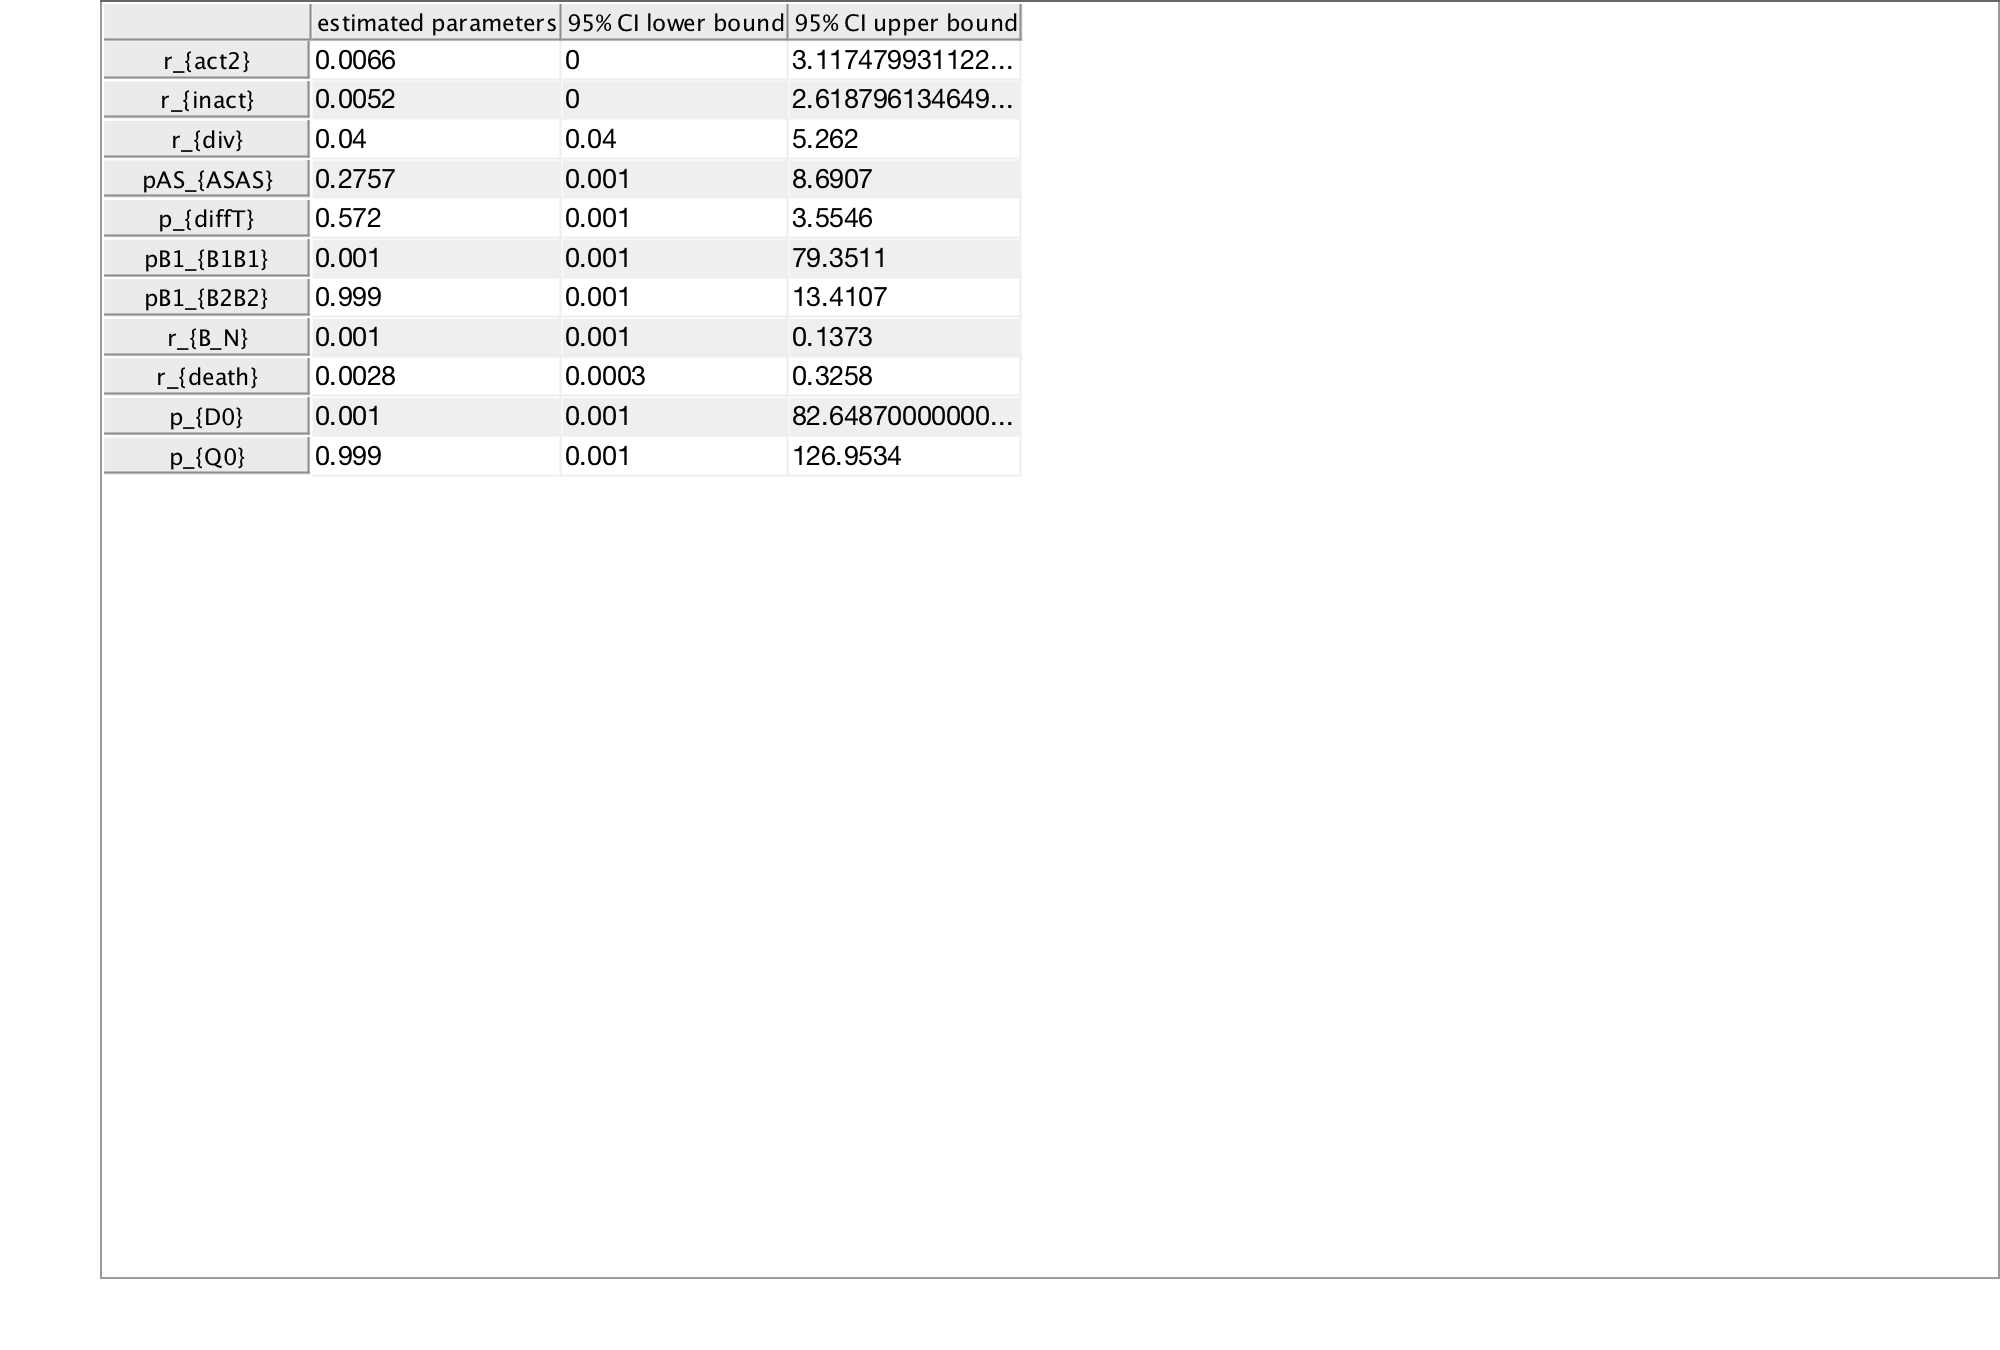 estimated parameters 95% CI lower bound 95% CI upper bound
r_{act2} 0.0066 0 3.117479931122...
r_{inact} 0.0052 0 2.618796134649...
r_{div} 0.04 0.04 5.262
pAS_{ASAS} 0.2757 0.001 8.6907
p_{diffT} 0.572 0.001 3.5546
pB1_{B1B1} 0.001 0.001 79.3511
pB1_{B2B2} 0.999 0.001 13.4107
r_{B_N} 0.001 0.001 0.1373
r_{death} 0.0028 0.0003 0.3258
p_{D0} 0.001 0.001 82.64870000000...
p_{Q0} 0.999 0.001 126.9534